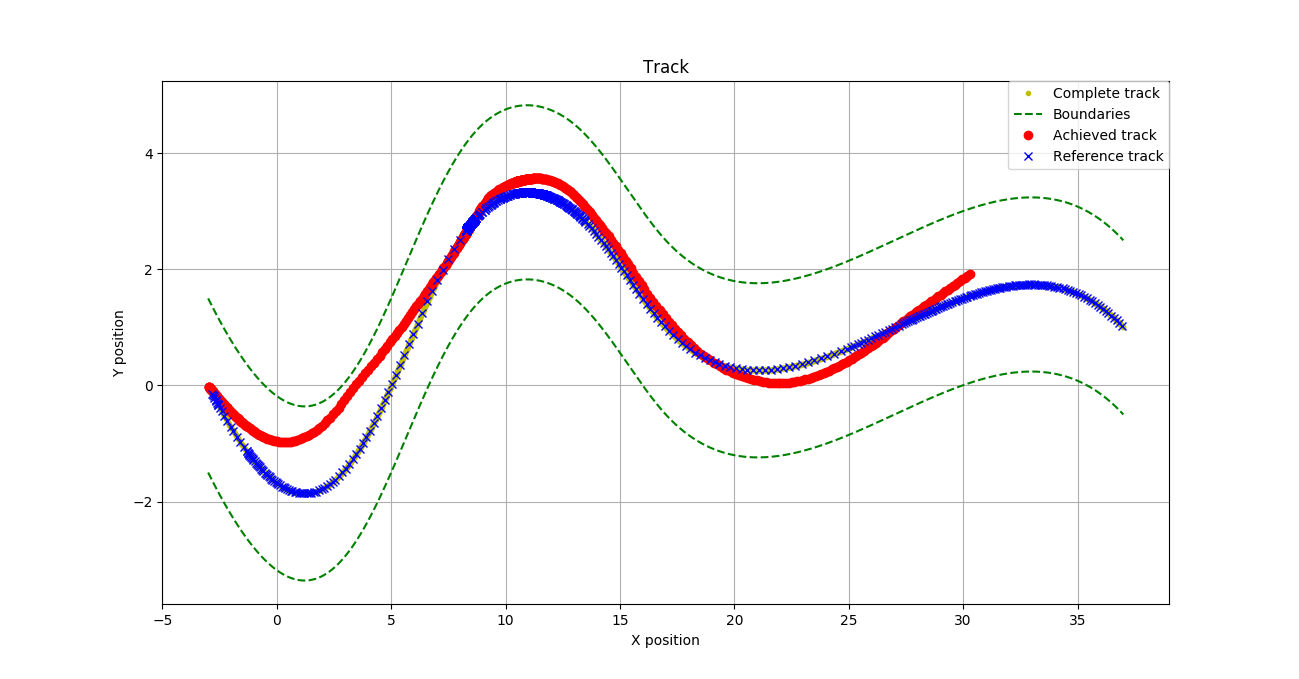 Track
Complete track
Boundaries
Achieved track
Reference track
Y position
4
2
0
−2
−5
0
5
10
15
20
25
30
35
X position